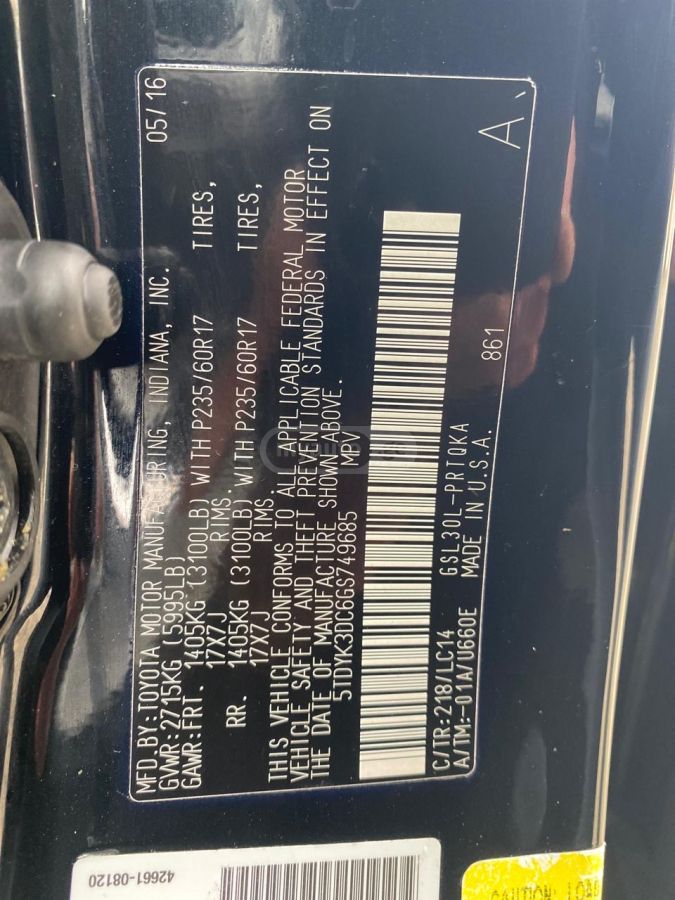 MFD.BY:TOYOTA MOTOR MANUFACTURING, INDIANA, INC. 05/16
GVWR:2715KG (5995LB)
GAWR:FRT. 1405KG (3100LB) WITH P235/60R17 TIRES,
17X7J RIMS.
RR. 1405KG (3100LB) WITH P235/60R17 TIRES,
17X7J RIMS.
THIS VEHICLE CONFORMS TO ALL APPLICABLE FEDERAL MOTOR
VEHICLE SAFETY AND THEFT PREVENTION STANDARDS IN EFFECT ON
THE DATE OF MANUFACTURE SHOWN ABOVE.
5TDYK3DC6GS749685 MPV
C/TR:218/LC14 GSL30L-PRTQKA
A/TM:-01A/U660E MADE IN U.S.A. 861
A
42661-08120
CAUTION: LOAD